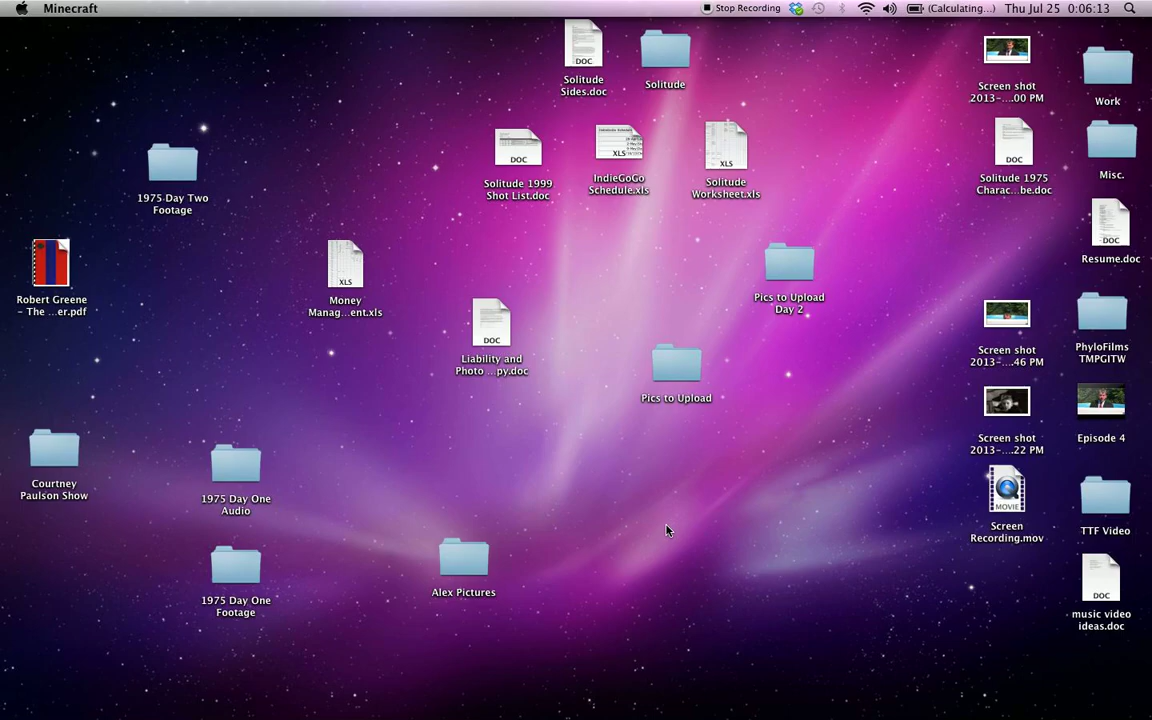 Minecraft
Stop Recording
(Calculating...)
Thu Jul 25
0:06:13
Solitude
Sides.doc
Solitude
Screen shot
2013-....00 PM
Work
1975 Day Two
Footage
Solitude 1999
Shot List.doc
IndieGoGo
Schedule.xls
Solitude
Worksheet.xls
Solitude 1975
Charac...be.doc
Misc.
Resume.doc
Robert Greene
- The ...er.pdf
Money
Manag...ent.xls
Pics to Upload
Day 2
Liability and
Photo ...py.doc
Screen shot
2013-....46 PM
PhyloFilms
TMPGITW
Pics to Upload
Screen shot
2013-....22 PM
Episode 4
Courtney
Paulson Show
1975 Day One
Audio
Screen
Recording.mov
TTF Video
Alex Pictures
1975 Day One
Footage
music video
ideas.doc
DOC
DOC
XLS
XLS
DOC
DOC
XLS
DOC
MOVIE
DOC